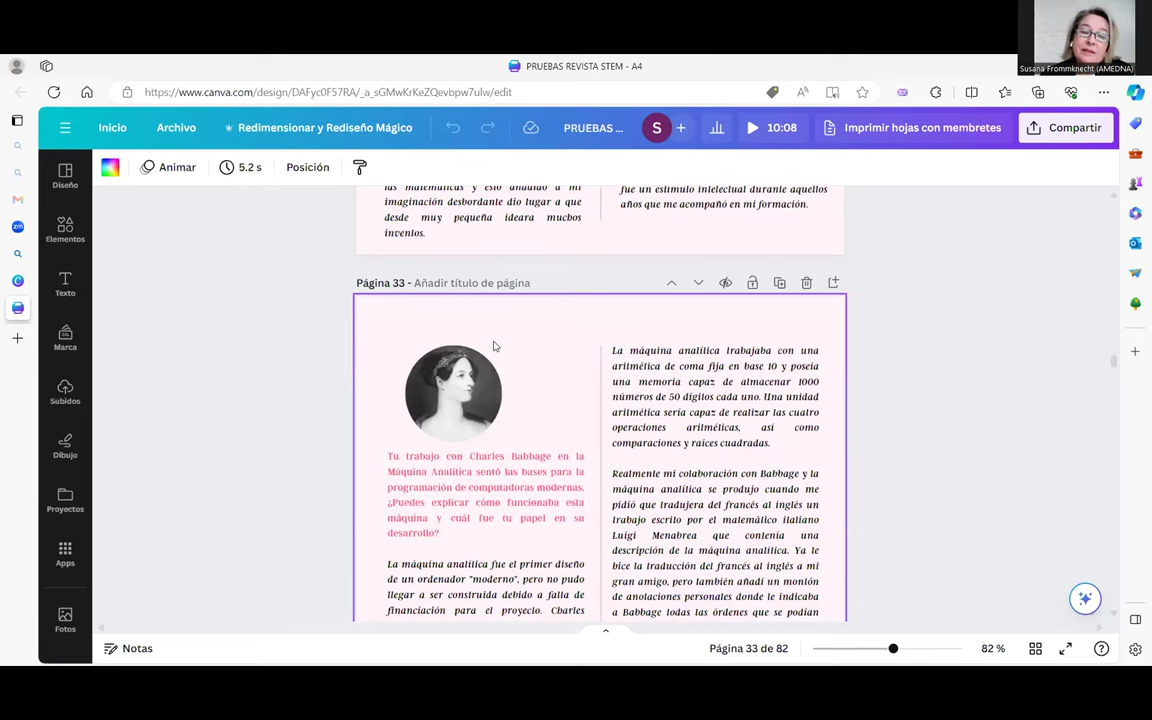 Susana Frommknecht (AMEDNA)
PRUEBAS REVISTA STEM - A4
https://www.canva.com/design/DAFyc0F57RA/_a_sGMwKrKeZQevbpw7ulw/edit
Inicio
Archivo
Redimensionar y Rediseño Mágico
PRUEBAS ...
S
10:08
Imprimir hojas con membretes
Compartir
Animar
5.2 s
Posición
Diseño
Elementos
Texto
Marca
Subidos
Dibujo
Proyectos
Apps
Fotos
las matemáticas y esto añadido a mi
imaginación desbordante dio lugar a que
desde muy pequeña ideara muchos
inventos.
fue un estímulo intelectual durante aquellos
años que me acompañó en mi formación.
Página 33 - Añadir título de página
Tu trabajo con Charles Babbage en la
Máquina Analítica sentó las bases para la
programación de computadoras modernas.
¿Puedes explicar cómo funcionaba esta
máquina y cuál fue tu papel en su
desarrollo?
La máquina analítica fue el primer diseño
de un ordenador "moderno", pero no pudo
llegar a ser construida debido a falta de
financiación para el proyecto. Charles
La máquina analítica trabajaba con una
aritmética de coma fija en base 10 y poseía
una memoria capaz de almacenar 1000
números de 50 dígitos cada uno. Una unidad
aritmética sería capaz de realizar las cuatro
operaciones aritméticas, así como
comparaciones y raíces cuadradas.
Realmente mi colaboración con Babbage y la
máquina analítica se produjo cuando me
pidió que tradujera del francés al inglés un
trabajo escrito por el matemático italiano
Luigi Menabrea que contenía una
descripción de la máquina analítica. Ya le
hice la traducción del francés al inglés a mi
gran amigo, pero también añadí un montón
de anotaciones personales donde le indicaba
a Babbage todas las órdenes que se podían
Notas
Página 33 de 82
82 %